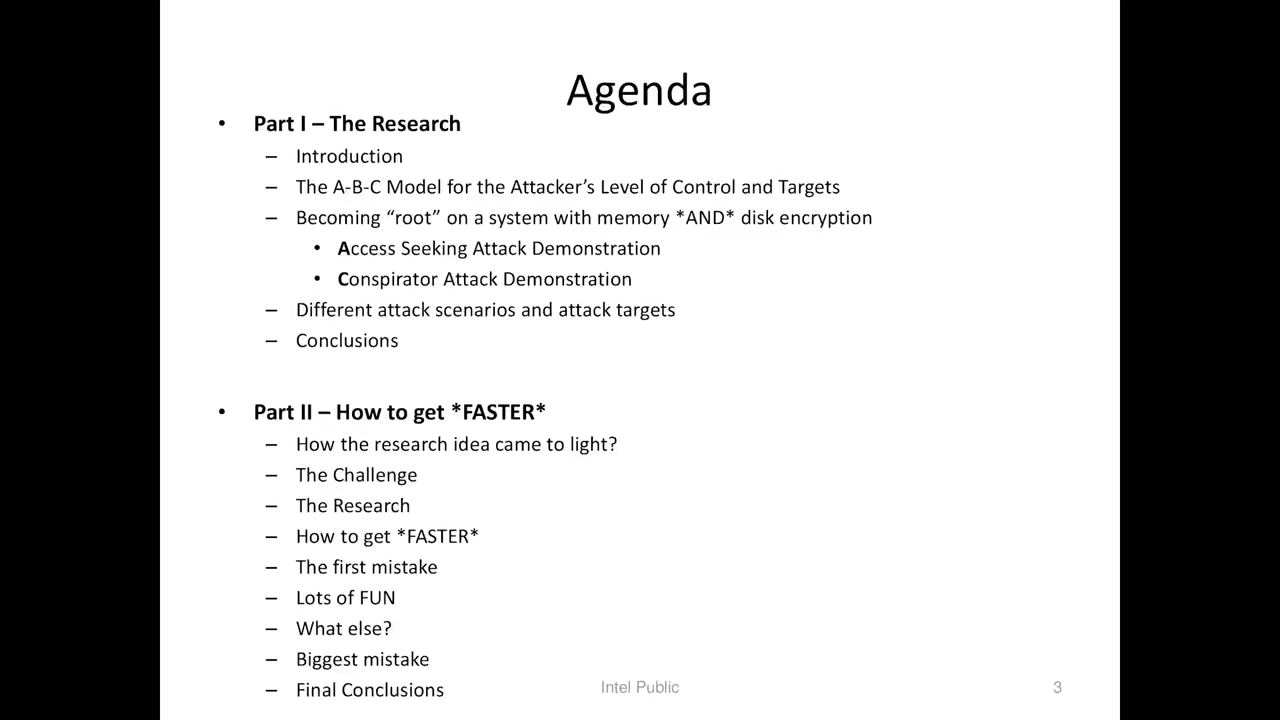 Agenda
• Part I – The Research
– Introduction
– The A-B-C Model for the Attacker’s Level of Control and Targets
– Becoming “root” on a system with memory *AND* disk encryption
• Access Seeking Attack Demonstration
• Conspirator Attack Demonstration
– Different attack scenarios and attack targets
– Conclusions
• Part II – How to get *FASTER*
– How the research idea came to light?
– The Challenge
– The Research
– How to get *FASTER*
– The first mistake
– Lots of FUN
– What else?
– Biggest mistake
– Final Conclusions
Intel Public
3